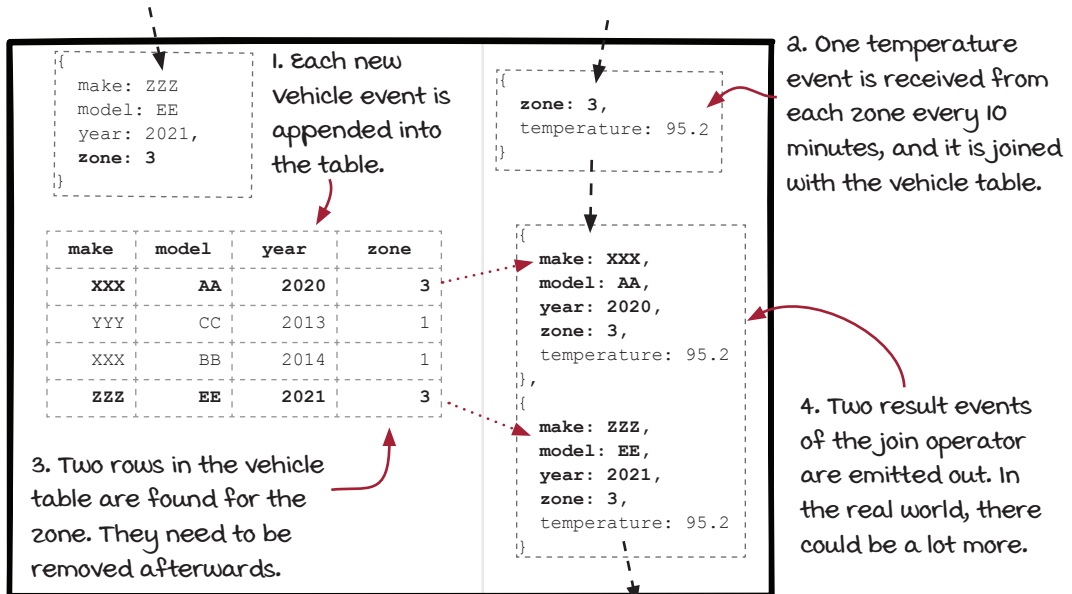 {
make: ZZZ
model: EE
year: 2021,
zone: 3
}
1. Each new
vehicle event is
appended into
the table.
{
zone: 3,
temperature: 95.2
}
2. One temperature
event is received from
each zone every 10
minutes, and it is joined
with the vehicle table.
make model year zone
XXX AA 2020 3
YYY CC 2013 1
XXX BB 2014 1
ZZZ EE 2021 3
3. Two rows in the vehicle
table are found for the
zone. They need to be
removed afterwards.
{
make: XXX,
model: AA,
year: 2020,
zone: 3,
temperature: 95.2
},
{
make: ZZZ,
model: EE,
year: 2021,
zone: 3,
temperature: 95.2
}
4. Two result events
of the join operator
are emitted out. In
the real world, there
could be a lot more.